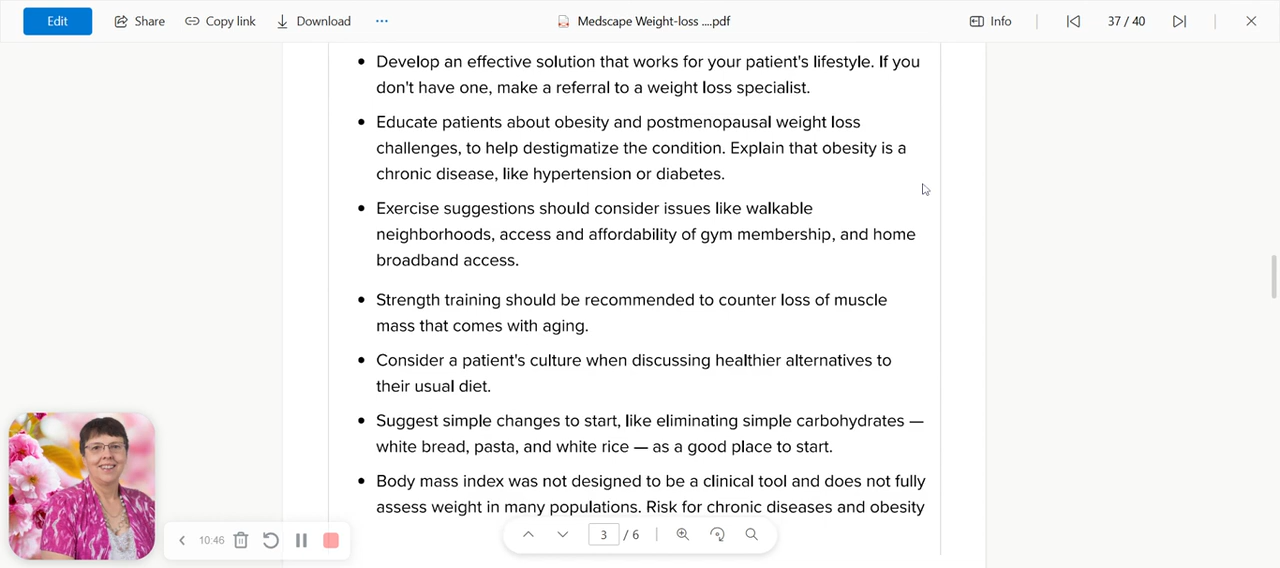 Edit Share Copy link Download ... Medscape Weight-loss ....pdf Info 37 / 40
• Develop an effective solution that works for your patient's lifestyle. If you
don't have one, make a referral to a weight loss specialist.
• Educate patients about obesity and postmenopausal weight loss
challenges, to help destigmatize the condition. Explain that obesity is a
chronic disease, like hypertension or diabetes.
• Exercise suggestions should consider issues like walkable
neighborhoods, access and affordability of gym membership, and home
broadband access.
• Strength training should be recommended to counter loss of muscle
mass that comes with aging.
• Consider a patient's culture when discussing healthier alternatives to
their usual diet.
• Suggest simple changes to start, like eliminating simple carbohydrates —
white bread, pasta, and white rice — as a good place to start.
• Body mass index was not designed to be a clinical tool and does not fully
assess weight in many populations. Risk for chronic diseases and obesity
3 / 6
10:46